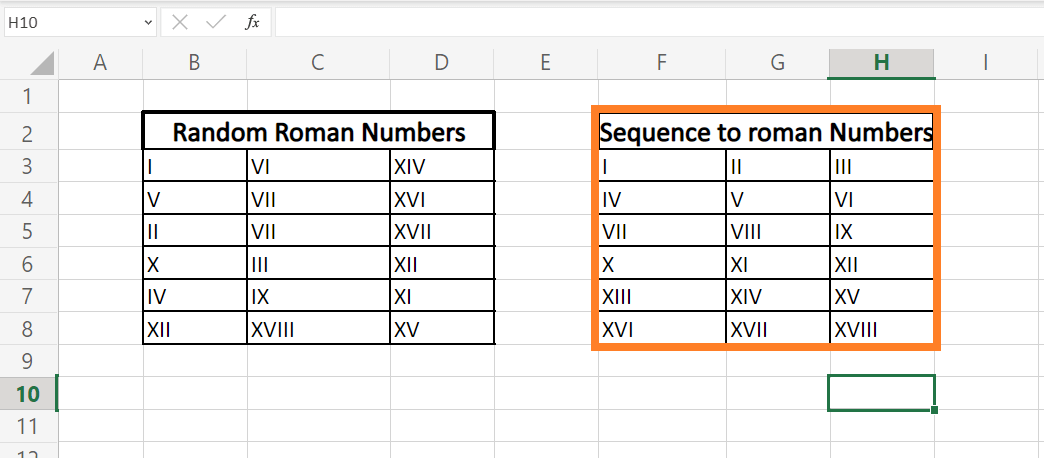 H10 fx
A B C D E F G H I
1
2 Random Roman Numbers Sequence to roman Numbers
3 I VI XIV I II III
4 V VII XVI IV V VI
5 II VII XVII VII VIII IX
6 X III XII X XI XII
7 IV IX XI XIII XIV XV
8 XII XVIII XV XVI XVII XVIII
9
10
11
12